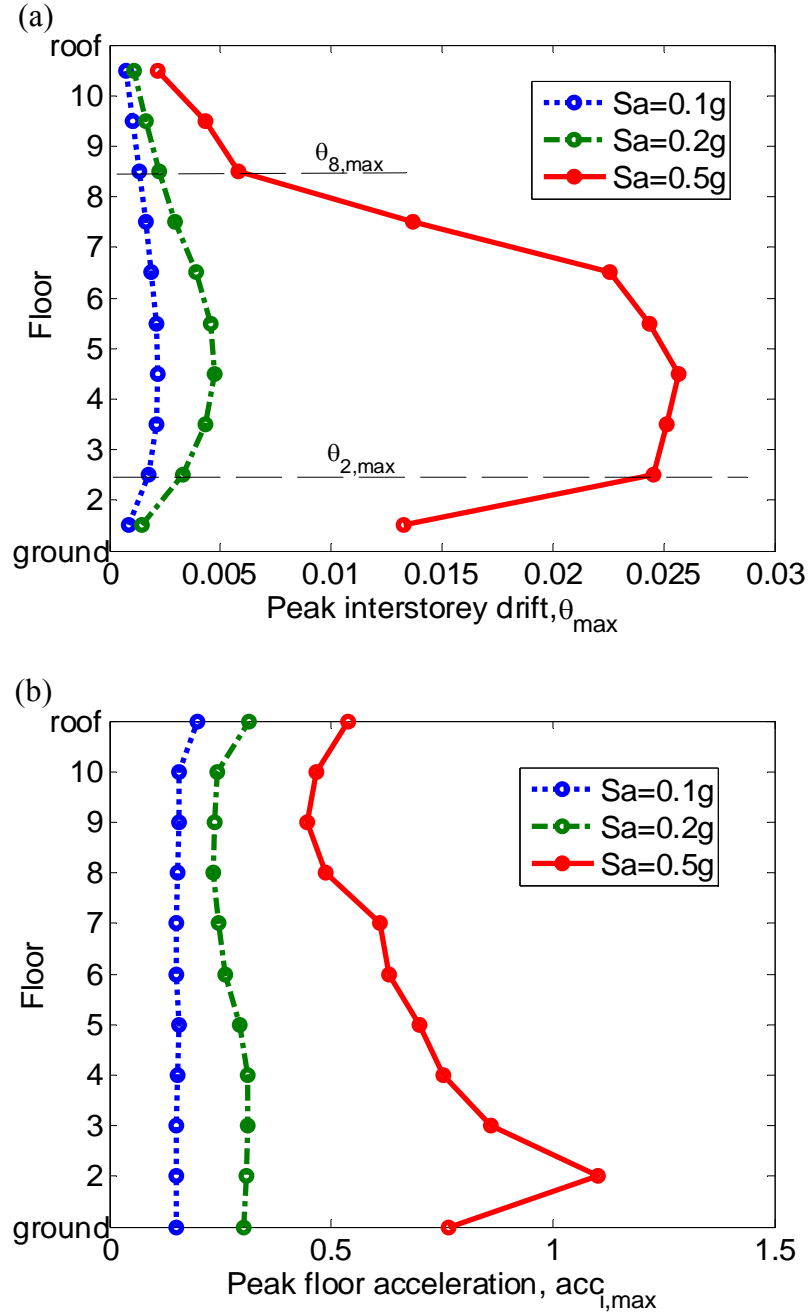 (a)
roof
10
9
8
7
6
5
4
3
2
ground
Floor
Sa=0.1g
Sa=0.2g
Sa=0.5g
θ8,max
θ2,max
0 0.005 0.01 0.015 0.02 0.025 0.03
Peak interstorey drift,θmax
(b)
roof
10
9
8
7
6
5
4
3
2
ground
Floor
Sa=0.1g
Sa=0.2g
Sa=0.5g
0 0.5 1 1.5
Peak floor acceleration, acci,max